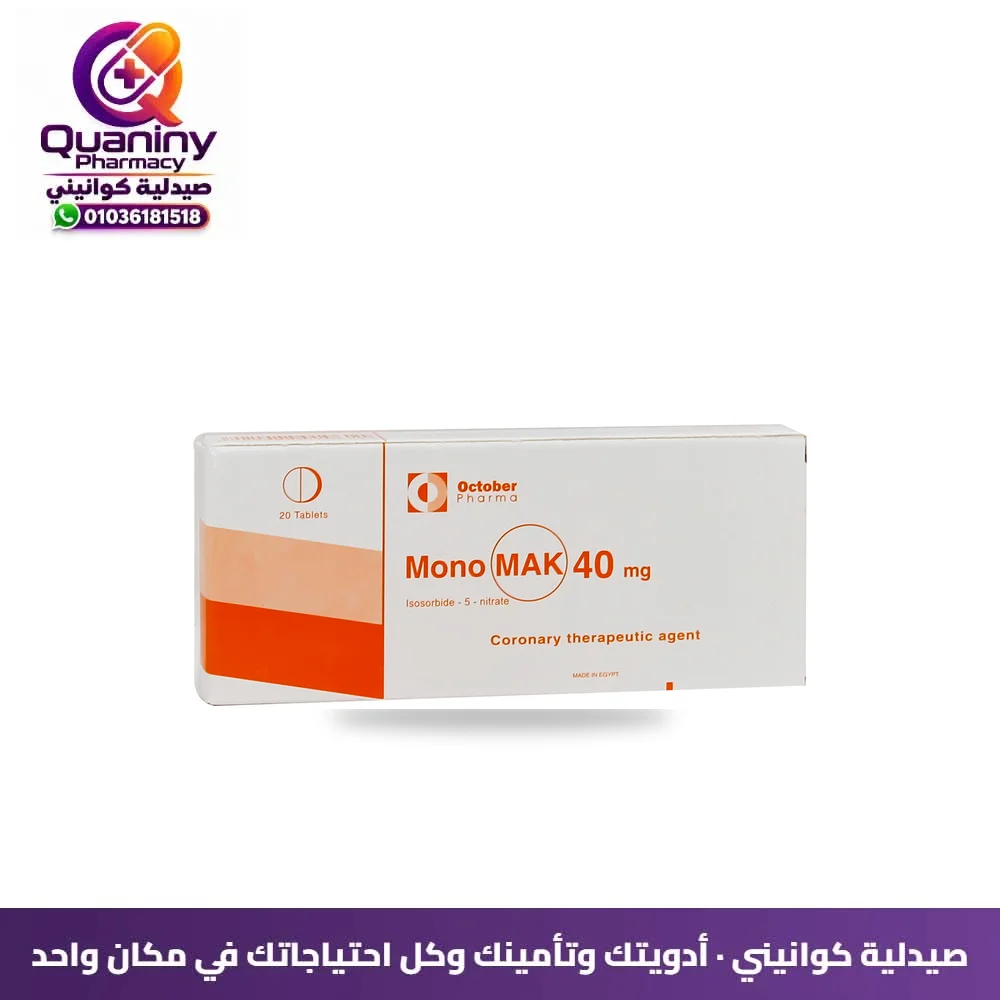 Quaniny
Pharmacy
صيدلية كوانيني
01036181518
20 Tablets
October
Pharma
Mono MAK 40 mg
Isosorbide - 5 - nitrate
Coronary therapeutic agent
MADE IN EGYPT
صيدلية كوانيني · أدويتك وتأمينك وكل احتياجاتك في مكان واحد